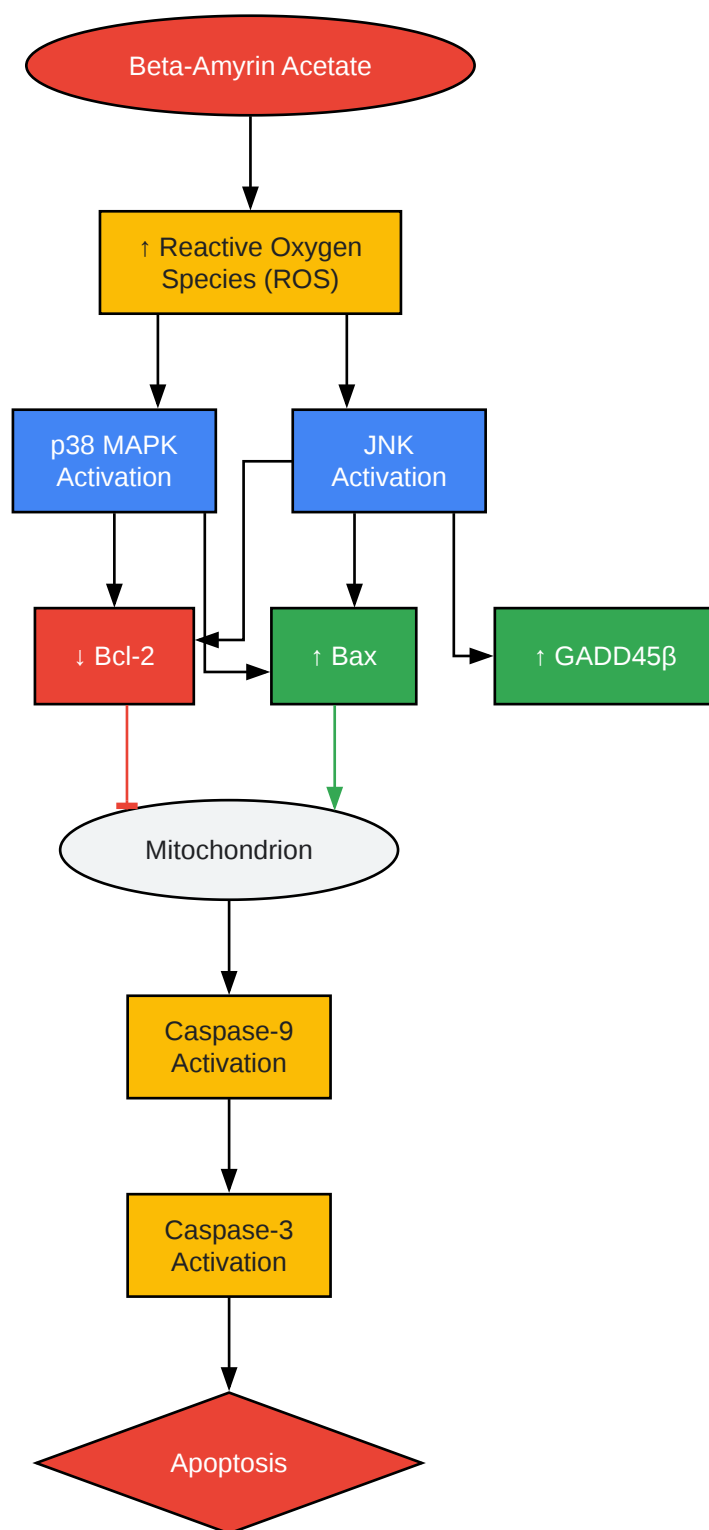 Beta-Amyrin Acetate
↑ Reactive Oxygen
Species (ROS)
p38 MAPK
Activation
JNK
Activation
↓ Bcl-2
↑ Bax
↑ GADD45β
Mitochondrion
Caspase-9
Activation
Caspase-3
Activation
Apoptosis